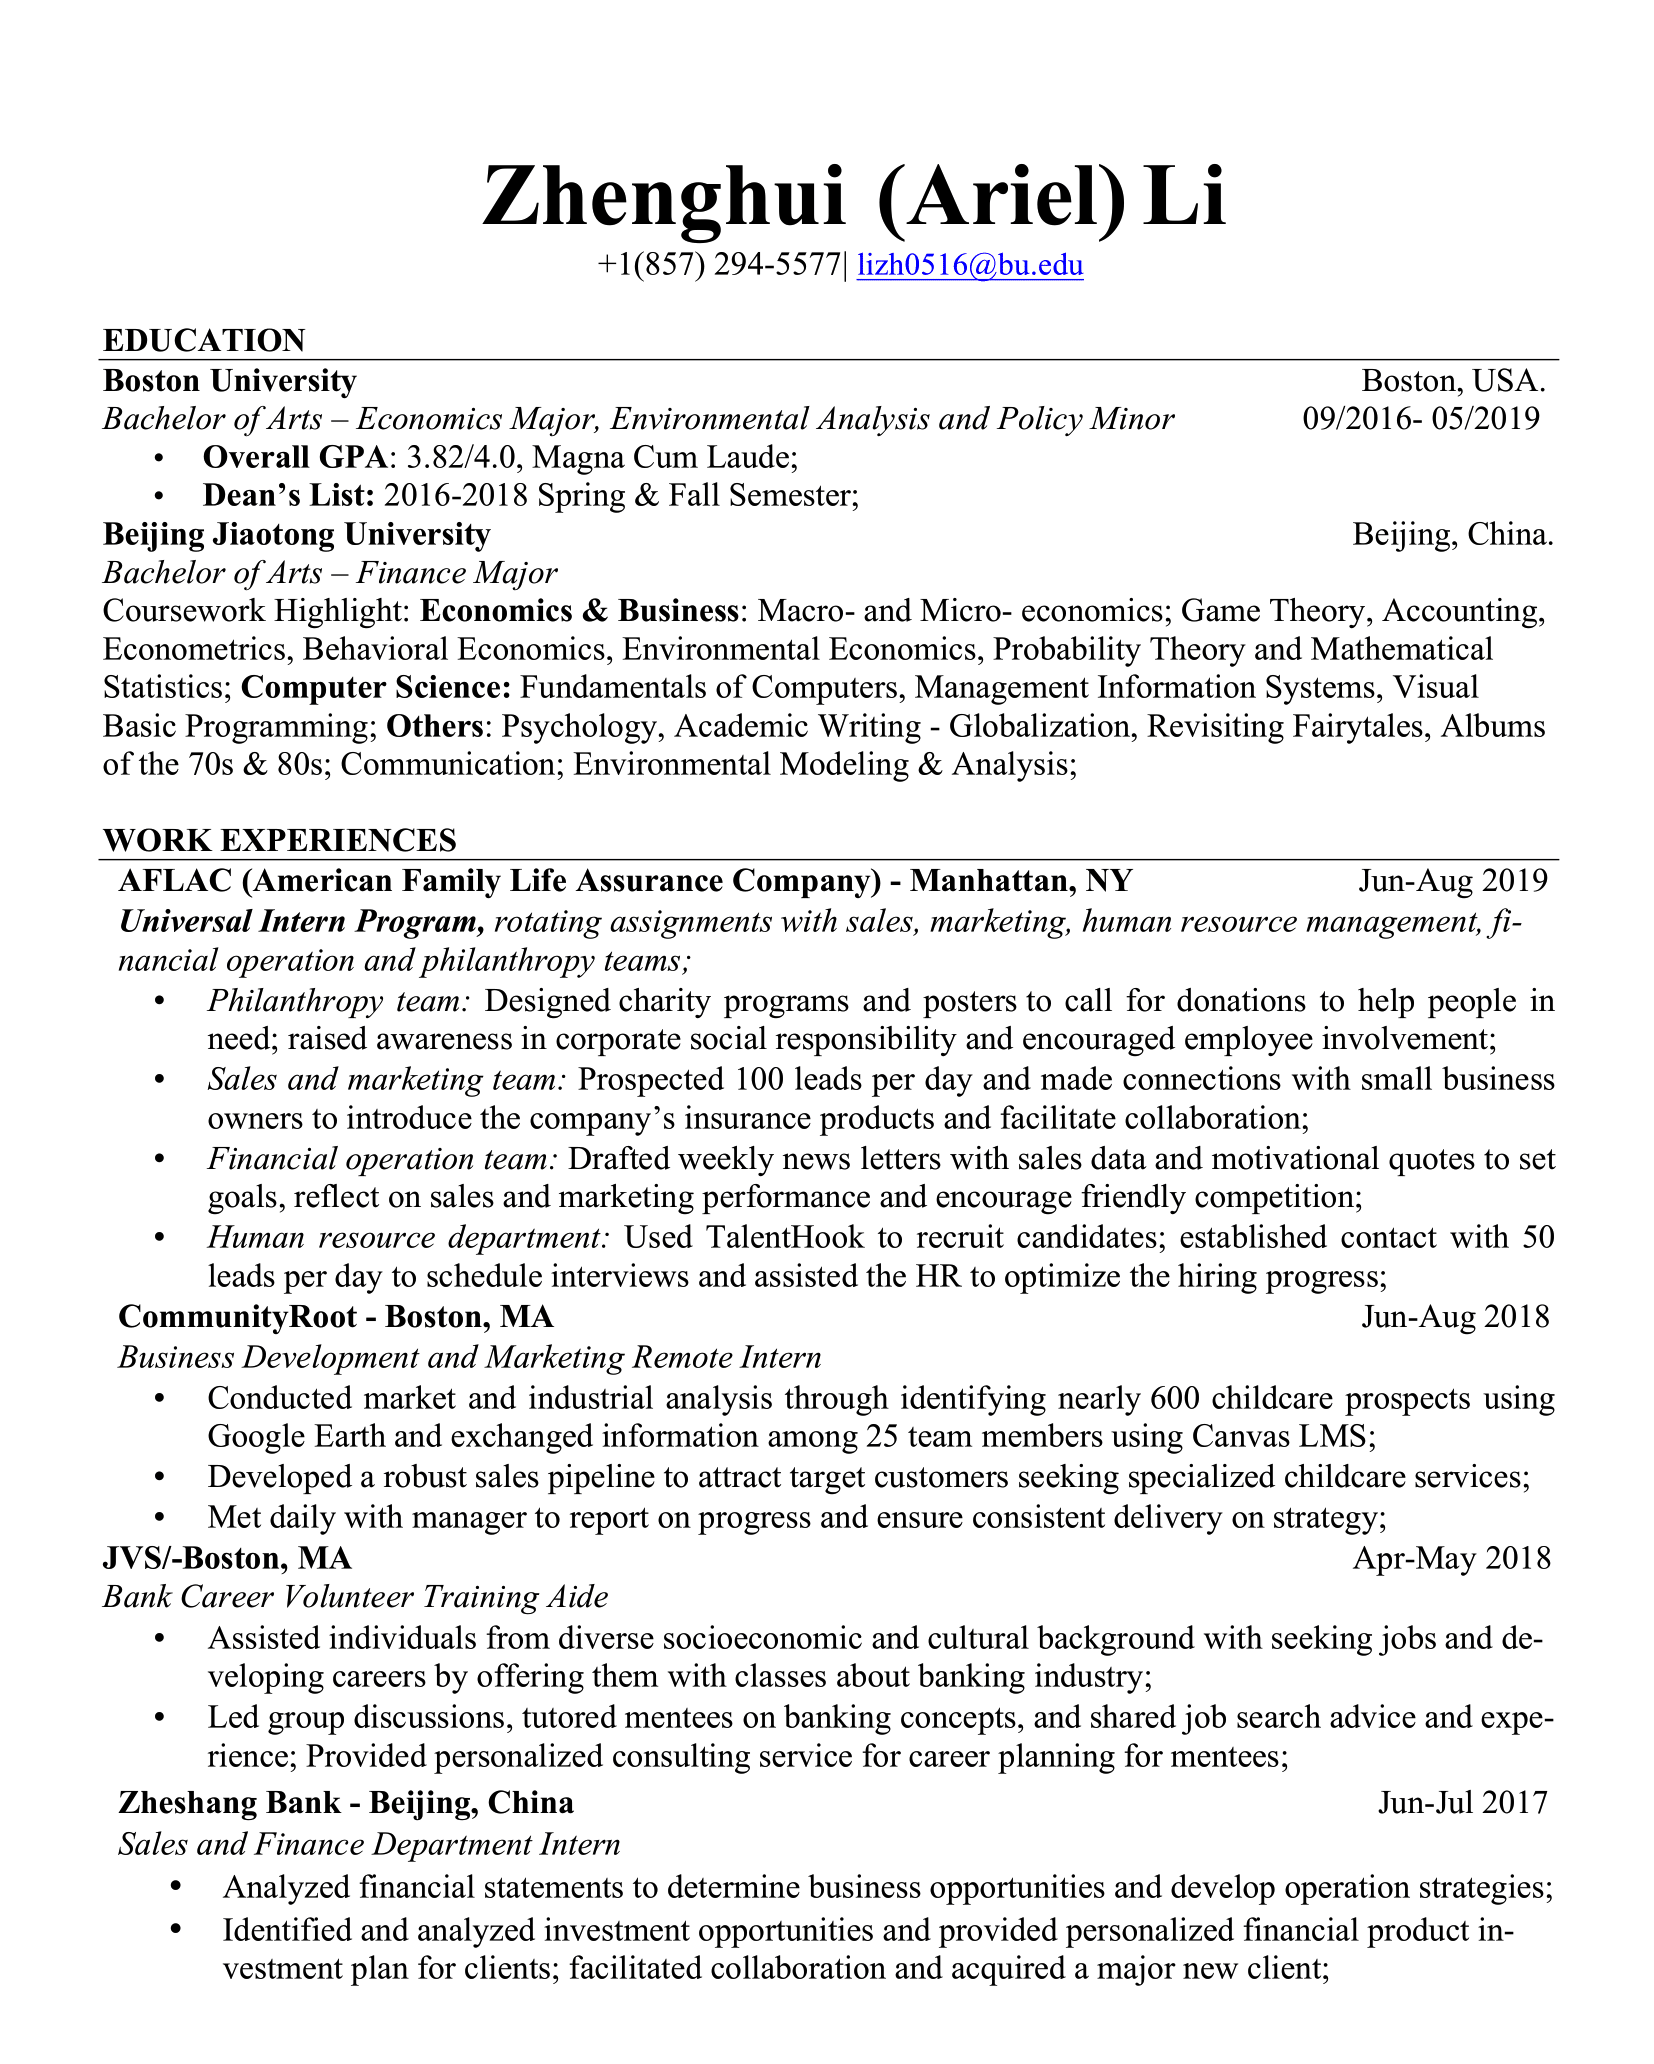 Zhenghui (Ariel) Li
+1(857) 294-5577| lizh0516@bu.edu
EDUCATION
Boston University Boston, USA.
Bachelor of Arts – Economics Major, Environmental Analysis and Policy Minor 09/2016- 05/2019
• Overall GPA: 3.82/4.0, Magna Cum Laude;
• Dean’s List: 2016-2018 Spring & Fall Semester;
Beijing Jiaotong University Beijing, China.
Bachelor of Arts – Finance Major
Coursework Highlight: Economics & Business: Macro- and Micro- economics; Game Theory, Accounting,
Econometrics, Behavioral Economics, Environmental Economics, Probability Theory and Mathematical
Statistics; Computer Science: Fundamentals of Computers, Management Information Systems, Visual
Basic Programming; Others: Psychology, Academic Writing - Globalization, Revisiting Fairytales, Albums
of the 70s & 80s; Communication; Environmental Modeling & Analysis;
WORK EXPERIENCES
AFLAC (American Family Life Assurance Company) - Manhattan, NY Jun-Aug 2019
Universal Intern Program, rotating assignments with sales, marketing, human resource management, fi-
nancial operation and philanthropy teams;
• Philanthropy team: Designed charity programs and posters to call for donations to help people in
need; raised awareness in corporate social responsibility and encouraged employee involvement;
• Sales and marketing team: Prospected 100 leads per day and made connections with small business
owners to introduce the company’s insurance products and facilitate collaboration;
• Financial operation team: Drafted weekly news letters with sales data and motivational quotes to set
goals, reflect on sales and marketing performance and encourage friendly competition;
• Human resource department: Used TalentHook to recruit candidates; established contact with 50
leads per day to schedule interviews and assisted the HR to optimize the hiring progress;
CommunityRoot - Boston, MA Jun-Aug 2018
Business Development and Marketing Remote Intern
• Conducted market and industrial analysis through identifying nearly 600 childcare prospects using
Google Earth and exchanged information among 25 team members using Canvas LMS;
• Developed a robust sales pipeline to attract target customers seeking specialized childcare services;
• Met daily with manager to report on progress and ensure consistent delivery on strategy;
JVS/-Boston, MA Apr-May 2018
Bank Career Volunteer Training Aide
• Assisted individuals from diverse socioeconomic and cultural background with seeking jobs and de-
veloping careers by offering them with classes about banking industry;
• Led group discussions, tutored mentees on banking concepts, and shared job search advice and expe-
rience; Provided personalized consulting service for career planning for mentees;
Zheshang Bank - Beijing, China Jun-Jul 2017
Sales and Finance Department Intern
• Analyzed financial statements to determine business opportunities and develop operation strategies;
• Identified and analyzed investment opportunities and provided personalized financial product in-
vestment plan for clients; facilitated collaboration and acquired a major new client;